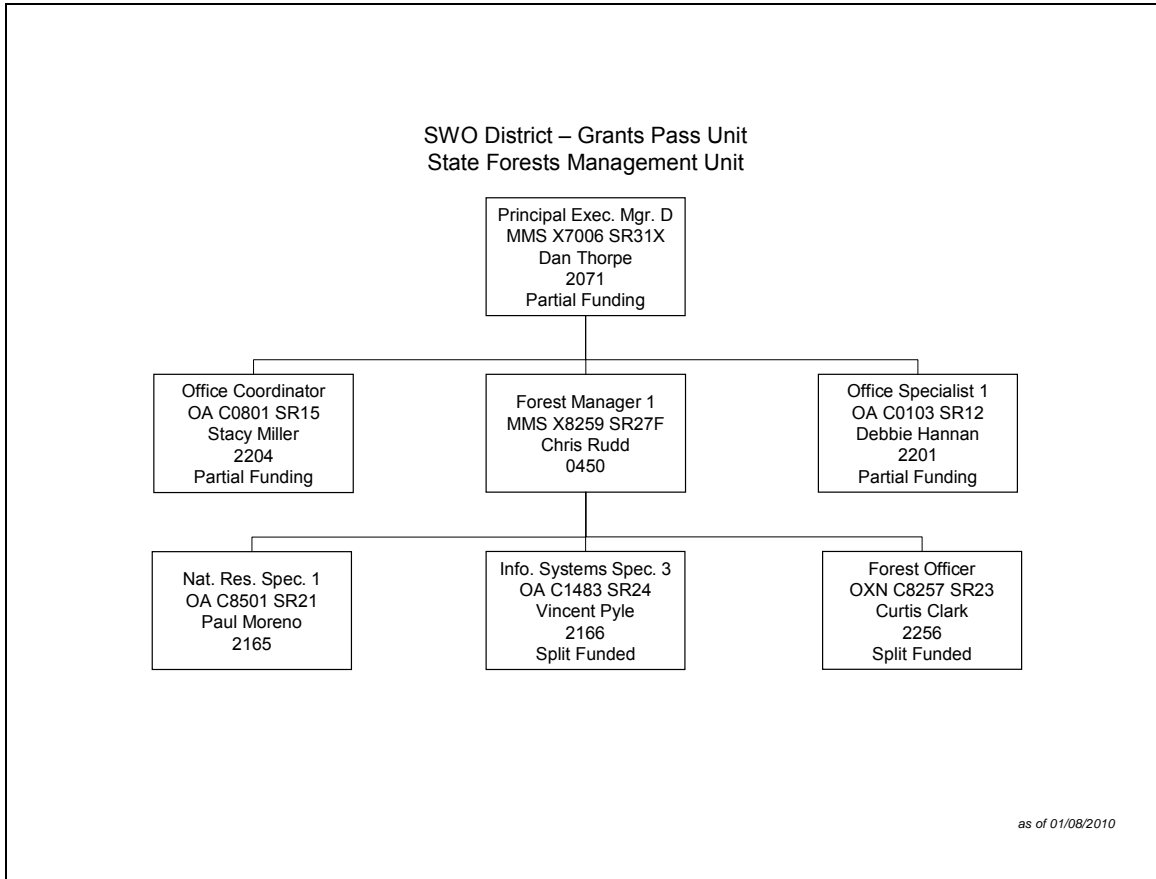 SWO District – Grants Pass Unit
State Forests Management Unit
Principal Exec. Mgr. D
MMS X7006 SR31X
Dan Thorpe
2071
Partial Funding
Office Coordinator
OA C0801 SR15
Stacy Miller
2204
Partial Funding
Forest Manager 1
MMS X8259 SR27F
Chris Rudd
0450
Office Specialist 1
OA C0103 SR12
Debbie Hannan
2201
Partial Funding
Nat. Res. Spec. 1
OA C8501 SR21
Paul Moreno
2165
Info. Systems Spec. 3
OA C1483 SR24
Vincent Pyle
2166
Split Funded
Forest Officer
OXN C8257 SR23
Curtis Clark
2256
Split Funded
as of 01/08/2010